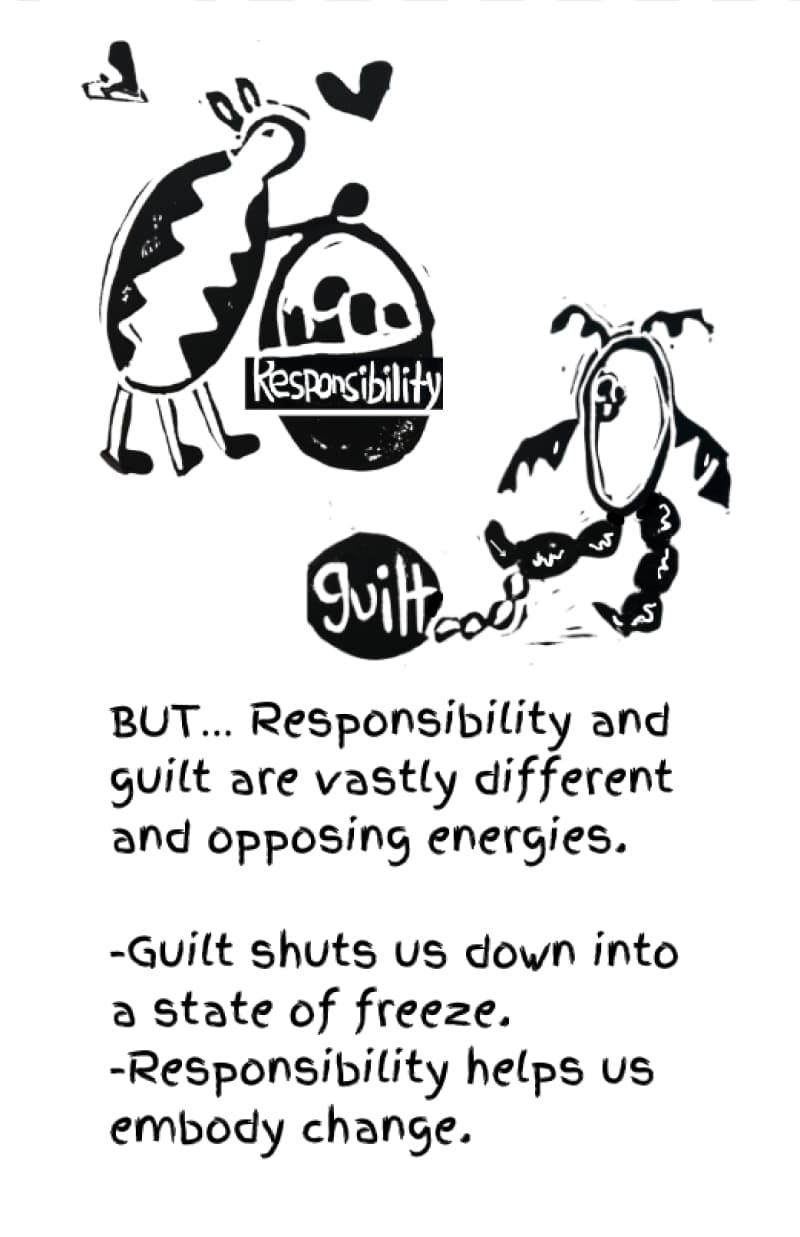 Responsibility
guilt
BUT... Responsibility and
guilt are vastly different
and opposing energies.
-Guilt shuts us down into
a state of freeze.
-Responsibility helps us
embody change.